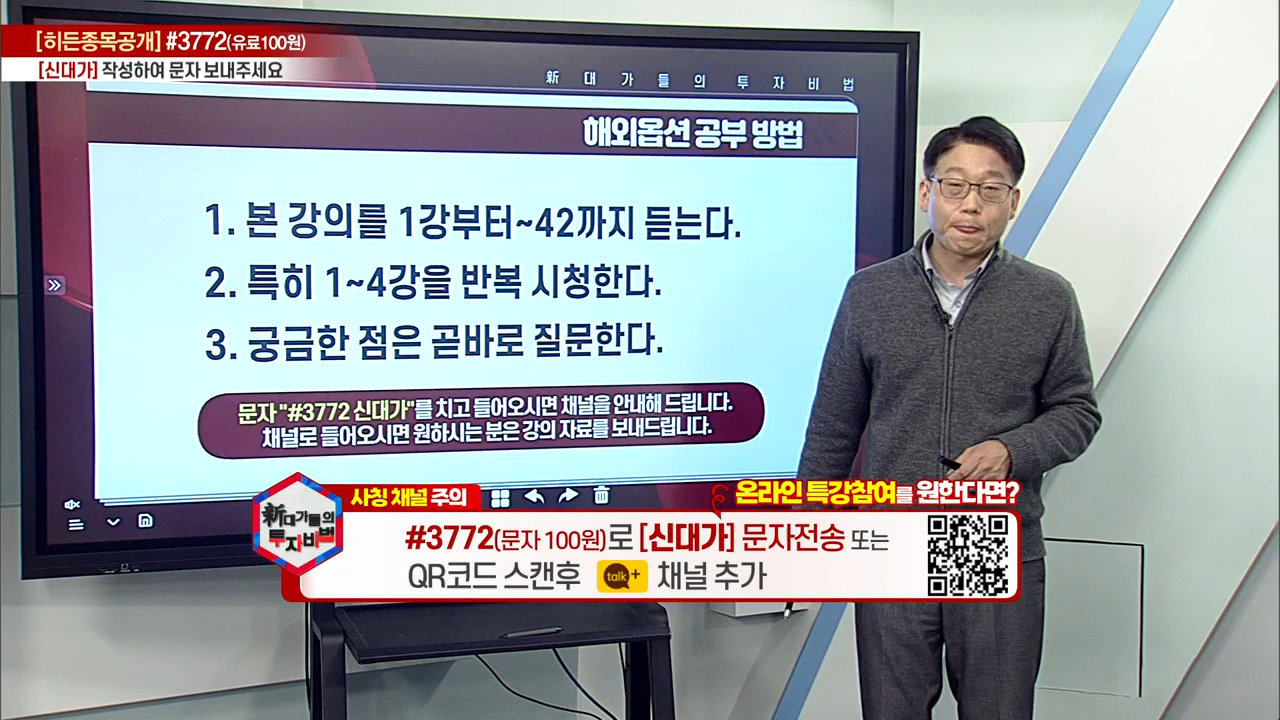 [히든종목공개] #3772(유료100원)
[신대가] 작성하여 문자 보내주세요
新 대 가 들 의 투 자 비 법
해외옵션 공부 방법
1. 본 강의를 1강부터~42까지 듣는다.
2. 특히 1~4강을 반복 시청한다.
3. 궁금한 점은 곧바로 질문한다.
문자 "#3772 신대가"를 치고 들어오시면 채널을 안내해 드립니다.
채널로 들어오시면 원하시는 분은 강의 자료를 보내드립니다.
사칭 채널 주의
온라인 특강참여를 원한다면?
新대가들의
투자비법
#3772(문자 100원)로 [신대가] 문자전송 또는
QR코드 스캔후 talk+ 채널 추가